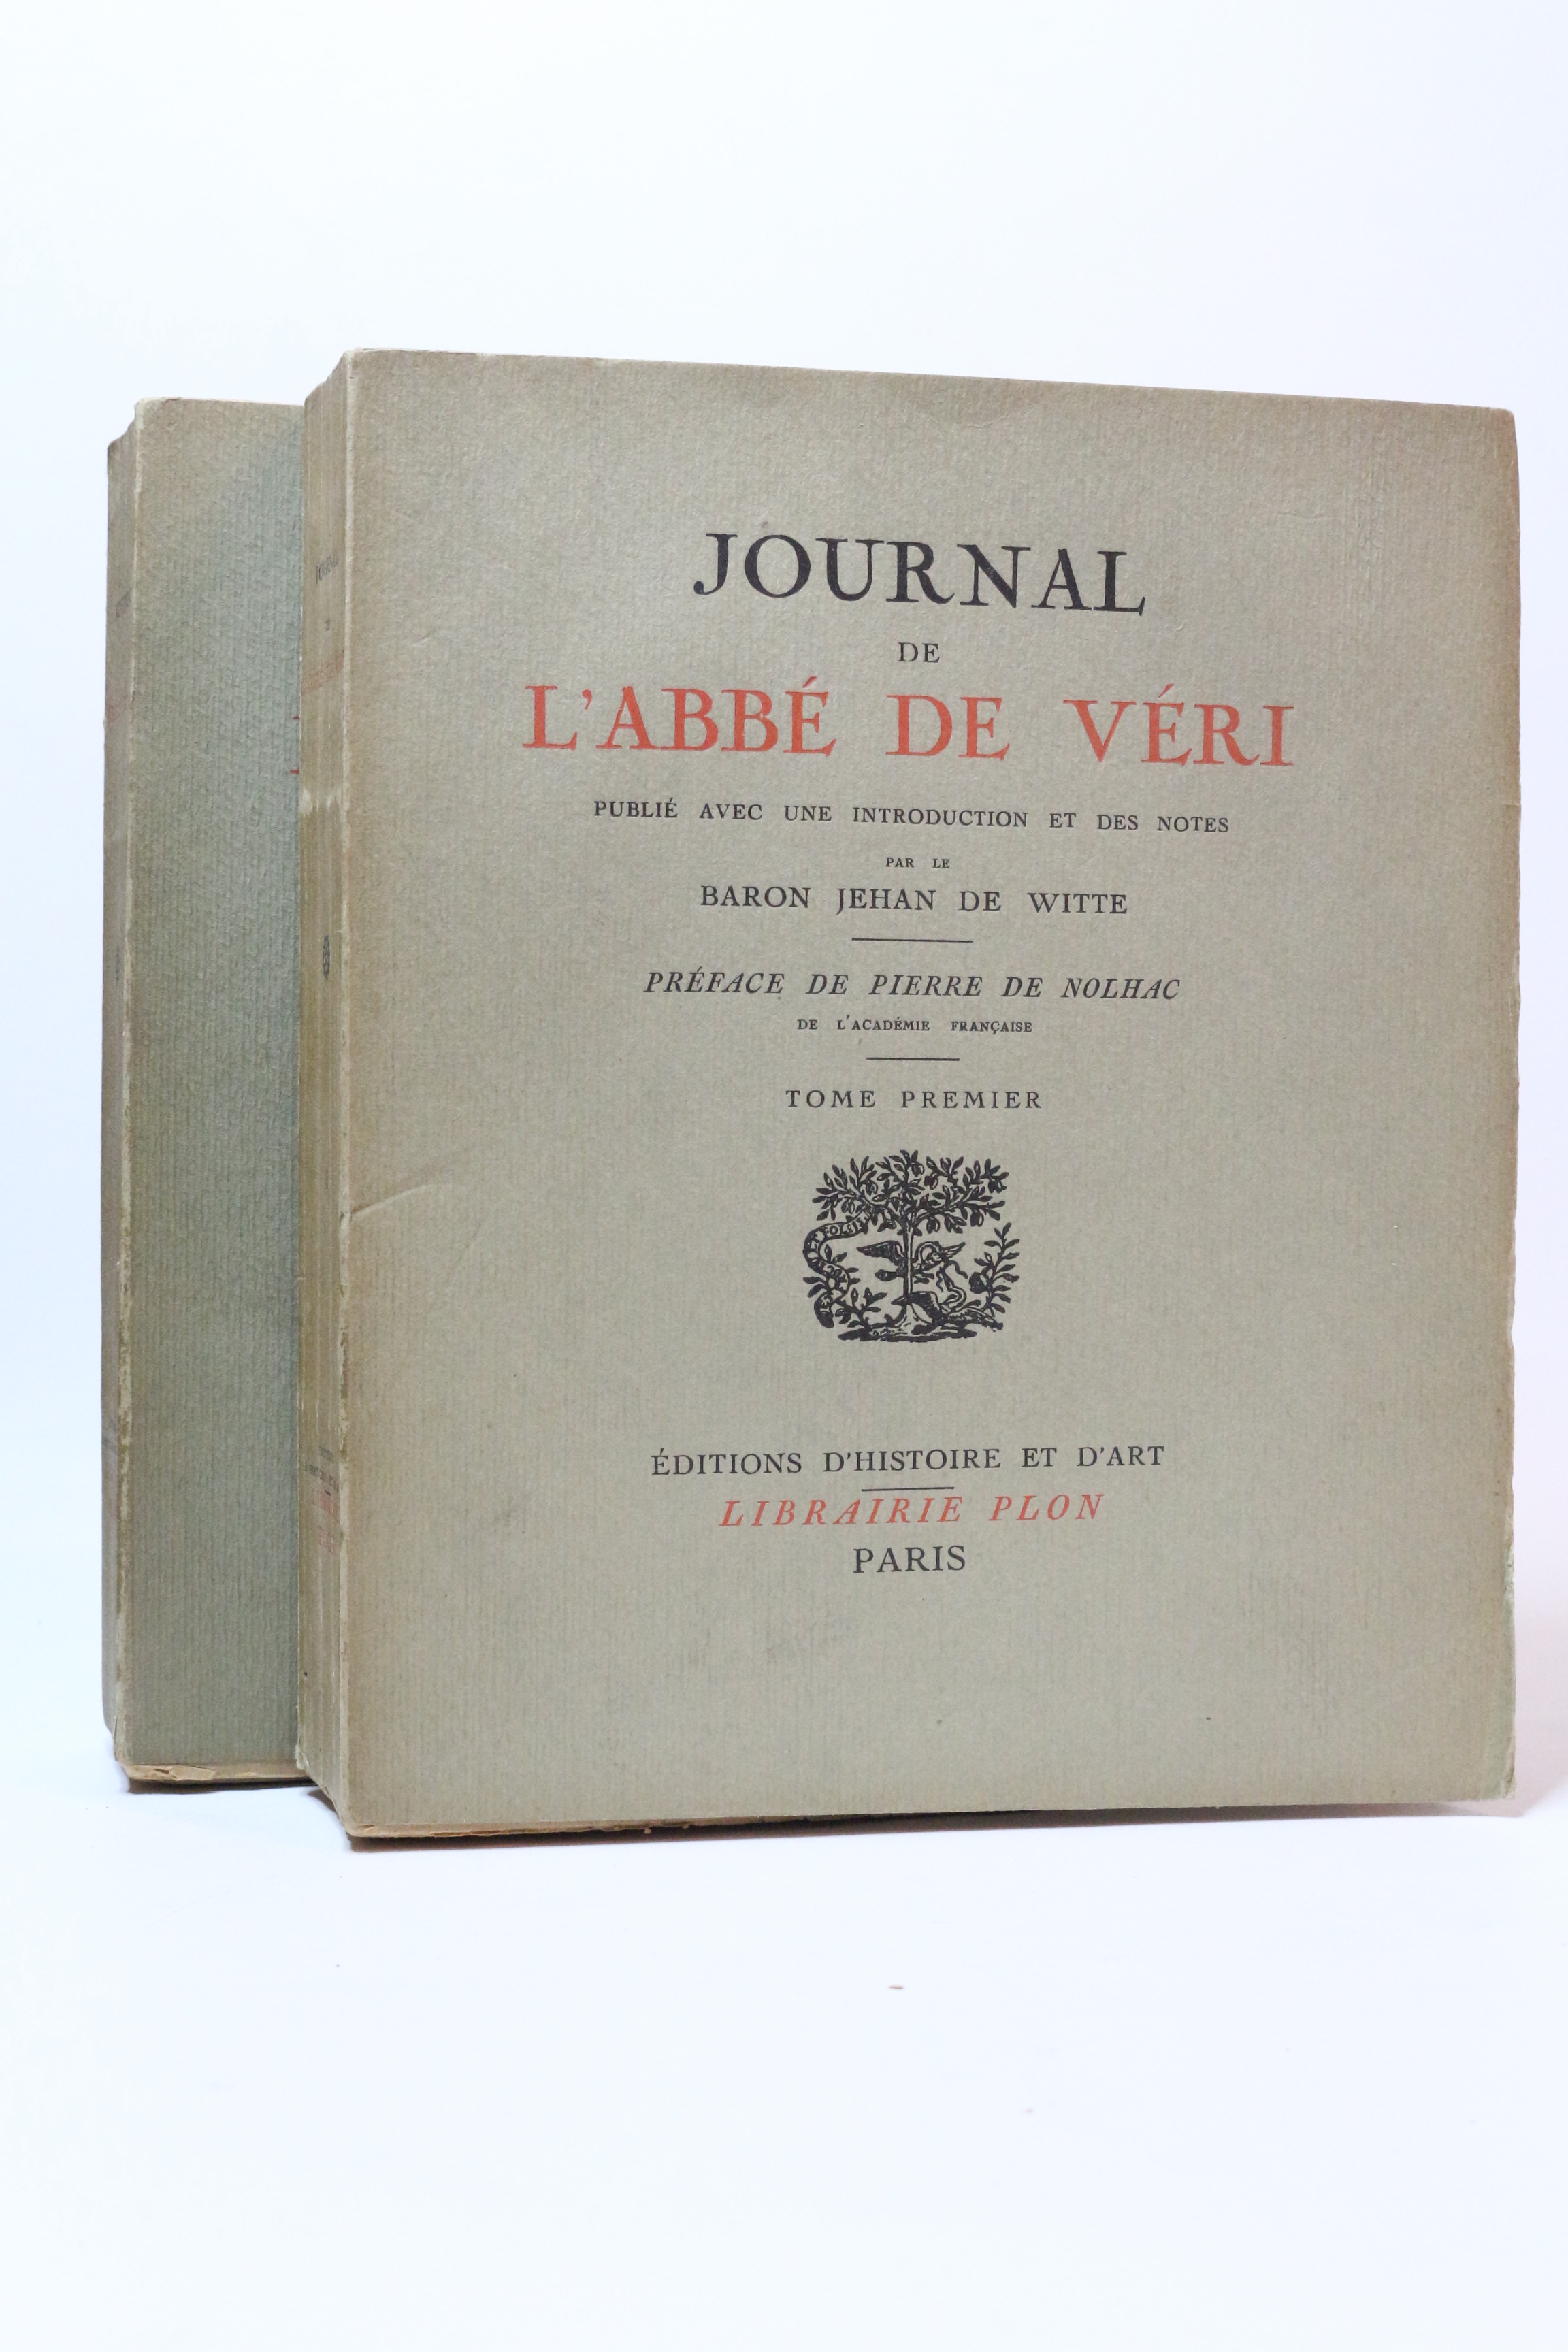 JOURNAL
DE
L'ABBÉ DE VÉRI
PUBLIÉ AVEC UNE INTRODUCTION ET DES NOTES
PAR LE
BARON JEHAN DE WITTE
PRÉFACE DE PIERRE DE NOLHAC
DE L'ACADÉMIE FRANÇAISE
TOME PREMIER
ÉDITIONS D'HISTOIRE ET D'ART
LIBRAIRIE PLON
PARIS
JOURNAL